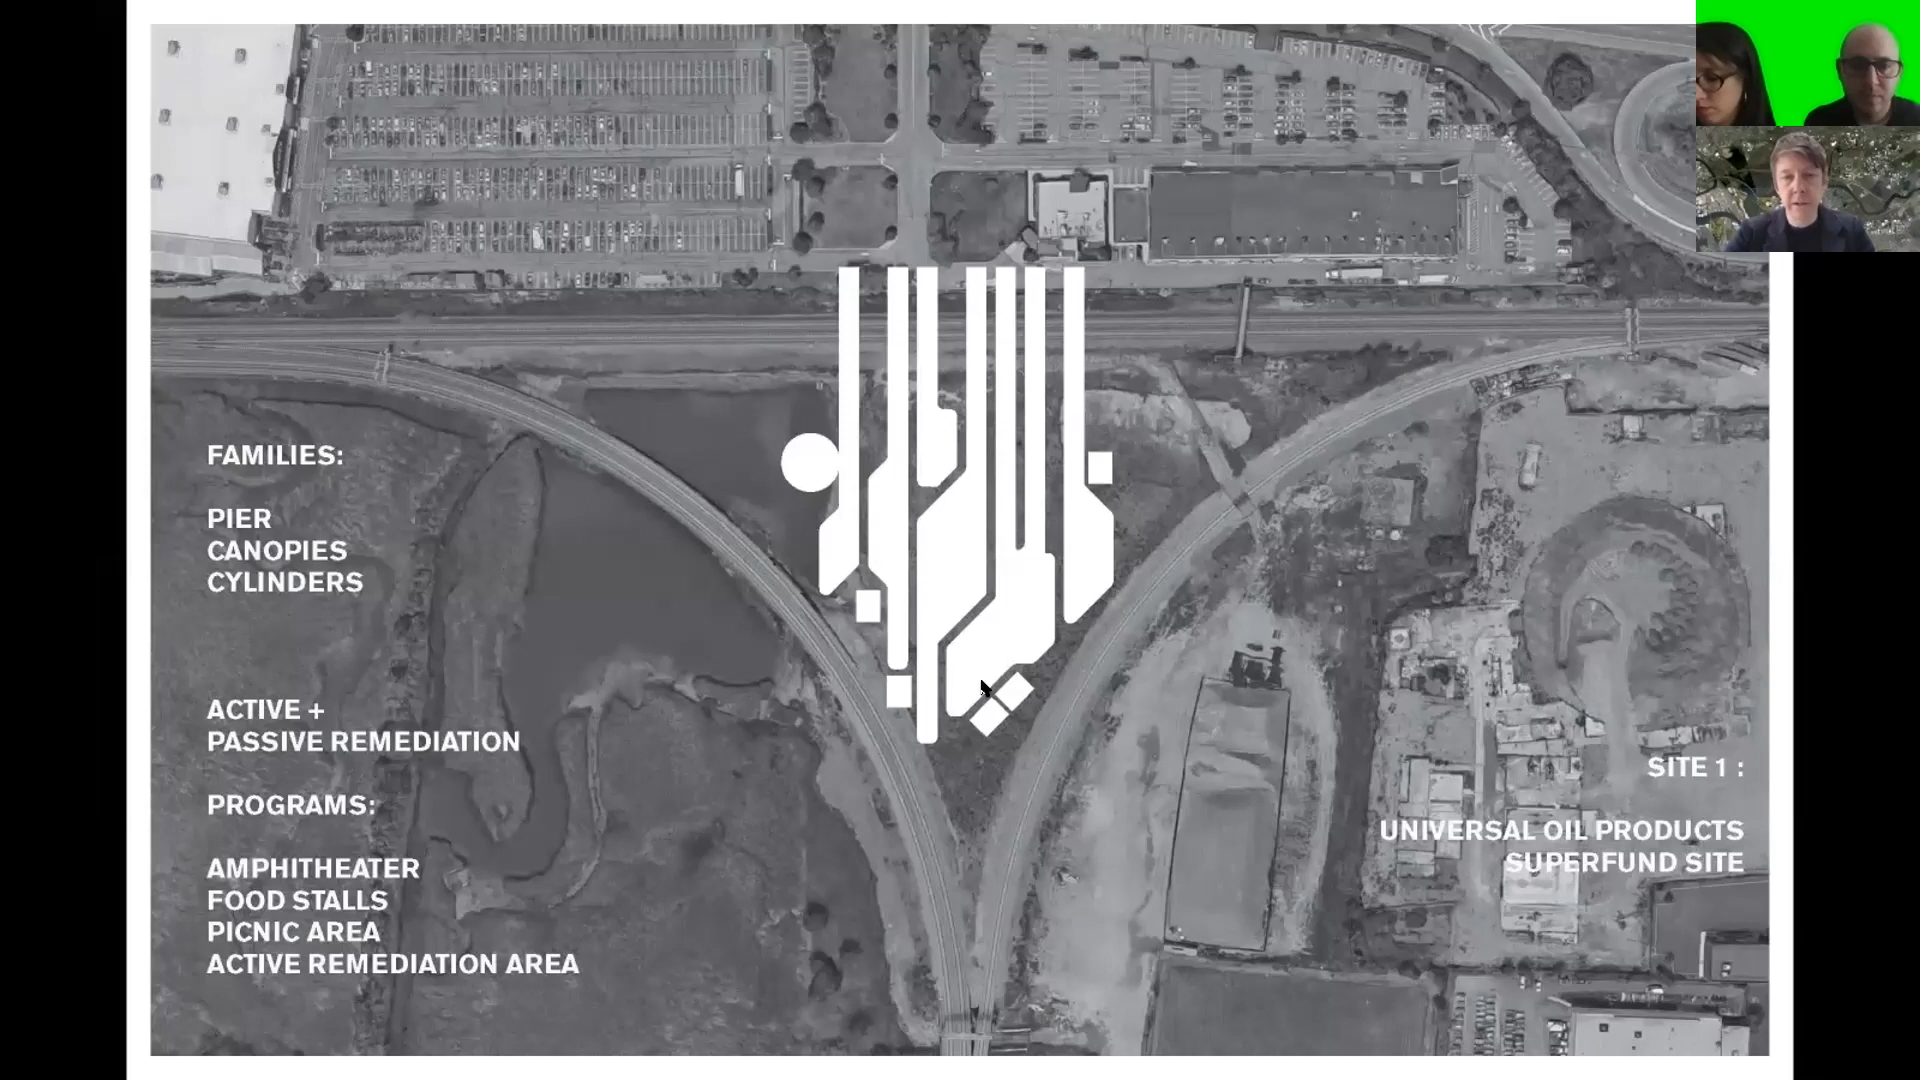 FAMILIES:
PIER
CANOPIES
CYLINDERS
ACTIVE +
PASSIVE REMEDIATION
PROGRAMS:
AMPHITHEATER
FOOD STALLS
PICNIC AREA
ACTIVE REMEDIATION AREA
SITE 1 :
UNIVERSAL OIL PRODUCTS
SUPERFUND SITE